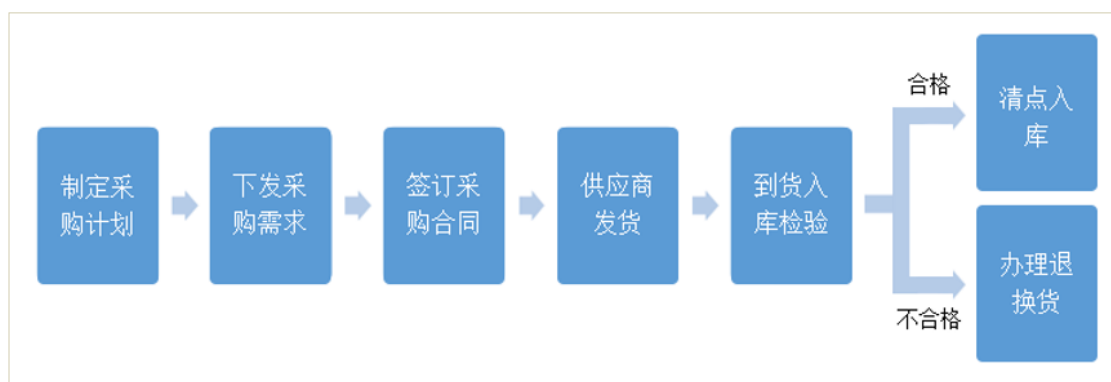 制定采
购计划
下发采
购需求
签订采
购合同
供应商
发货
到货入
库检验
合格
清点入
库
不合格
办理退
换货